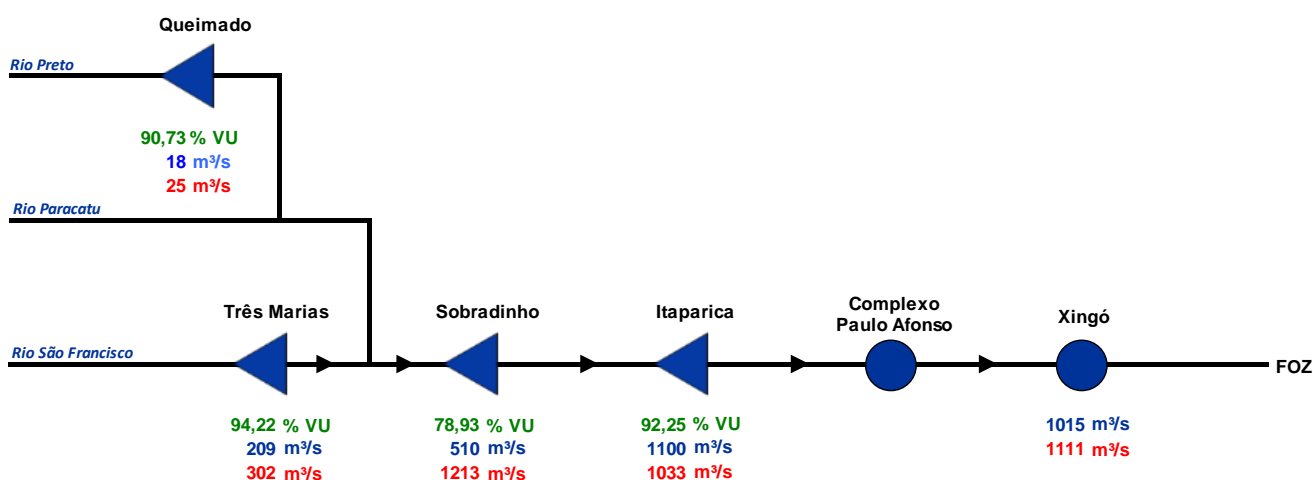 Queimado
Rio Preto
90,73 % VU
18 m³/s
25 m³/s
Rio Paracatu
Três Marias
Sobradinho
Itaparica
Complexo
Paulo Afonso
Xingó
Rio São Francisco
FOZ
94,22 % VU
209 m³/s
302 m³/s
78,93 % VU
510 m³/s
1213 m³/s
92,25 % VU
1100 m³/s
1033 m³/s
1015 m³/s
1111 m³/s